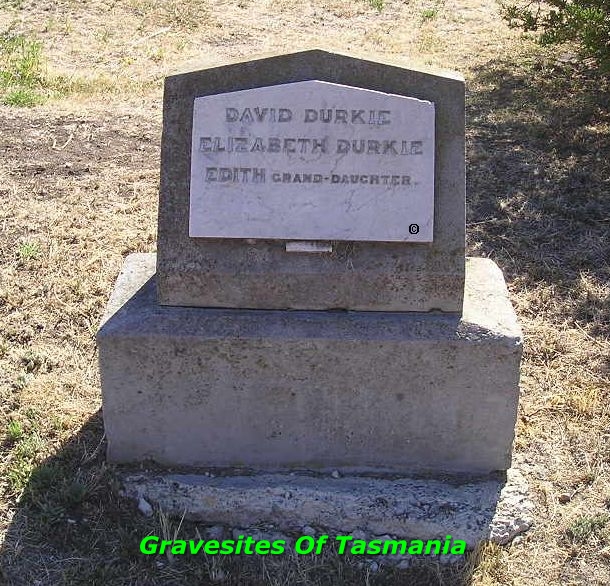 DAVID DURKIE
ELIZABETH DURKIE
EDITH GRAND-DAUGHTER.
Gravesites Of Tasmania